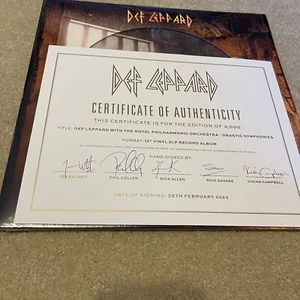 DEF LEPPARD
DEF LEPPARD
CERTIFICATE OF AUTHENTICITY
THIS CERTIFICATE IS FOR THE EDITION OF 3,500
TITLE: DEF LEPPARD WITH THE ROYAL PHILHARMONIC ORCHESTRA - DRASTIC SYMPHONIES
FORMAT: 12" VINYL 2LP RECORD ALBUM
HAND SIGNED BY:
JOE ELLIOTT PHIL COLLEN RICK ALLEN RICK SAVAGE VIVIAN CAMPBELL
DATE OF SIGNING: 26TH FEBRUARY 2023